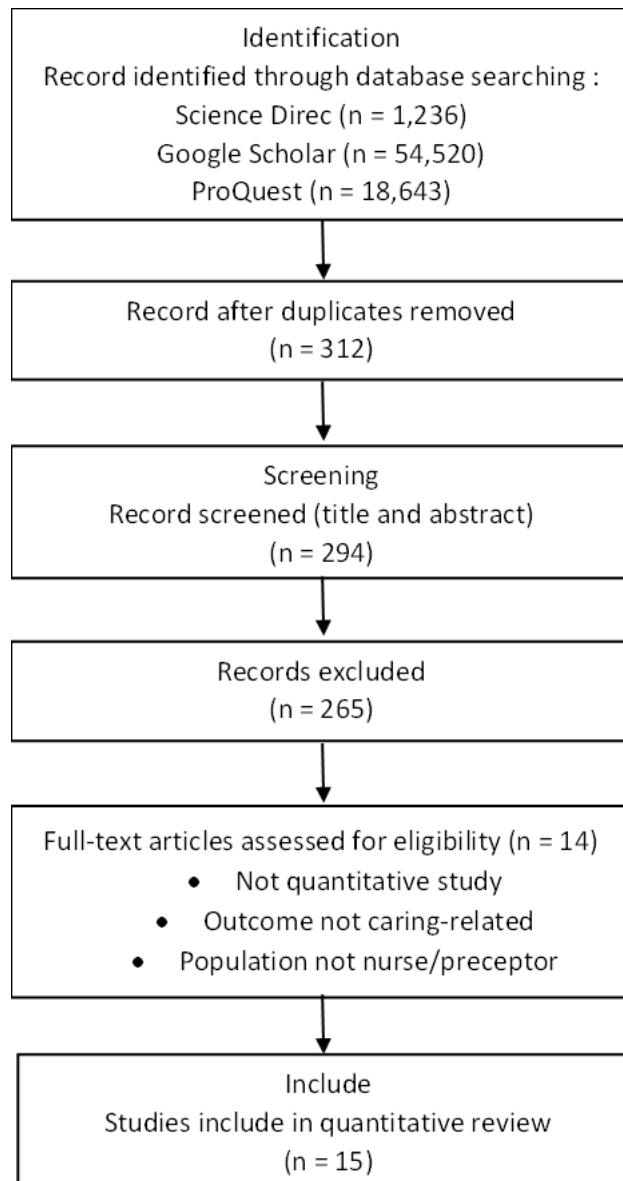 Identification
Record identified through database searching :
Science Direc (n = 1,236)
Google Scholar (n = 54,520)
ProQuest (n = 18,643)
Record after duplicates removed
(n = 312)
Screening
Record screened (title and abstract)
(n = 294)
Records excluded
(n = 265)
Full-text articles assessed for eligibility (n = 14)
• Not quantitative study
• Outcome not caring-related
• Population not nurse/preceptor
Include
Studies include in quantitative review
(n = 15)